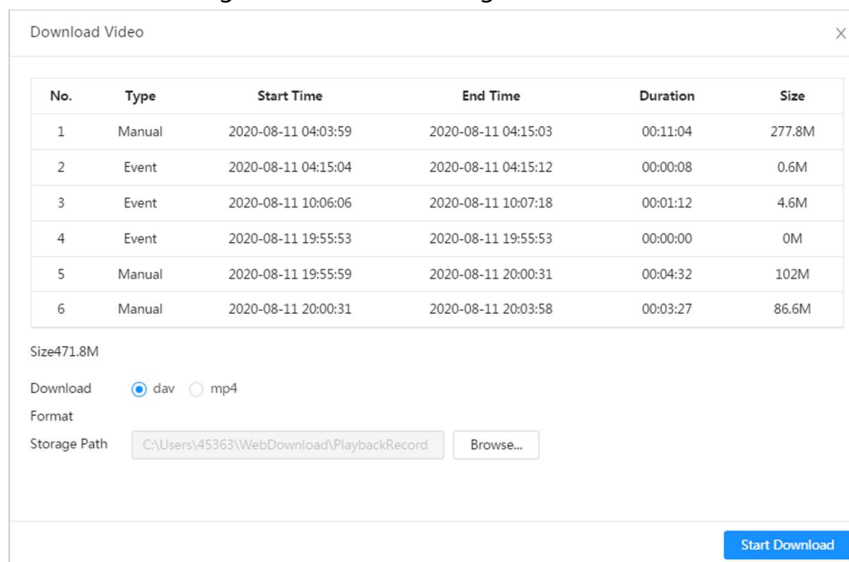 Download Video X
No. Type Start Time End Time Duration Size
1 Manual 2020-08-11 04:03:59 2020-08-11 04:15:03 00:11:04 277.8M
2 Event 2020-08-11 04:15:04 2020-08-11 04:15:12 00:00:08 0.6M
3 Event 2020-08-11 10:06:06 2020-08-11 10:07:18 00:01:12 4.6M
4 Event 2020-08-11 19:55:53 2020-08-11 19:55:53 00:00:00 0M
5 Manual 2020-08-11 19:55:59 2020-08-11 20:00:31 00:04:32 102M
6 Manual 2020-08-11 20:00:31 2020-08-11 20:03:58 00:03:27 86.6M
Size471.8M
Download dav mp4
Format
Storage Path C:\Users\45363\WebDownload\PlaybackRecord Browse...
Start Download